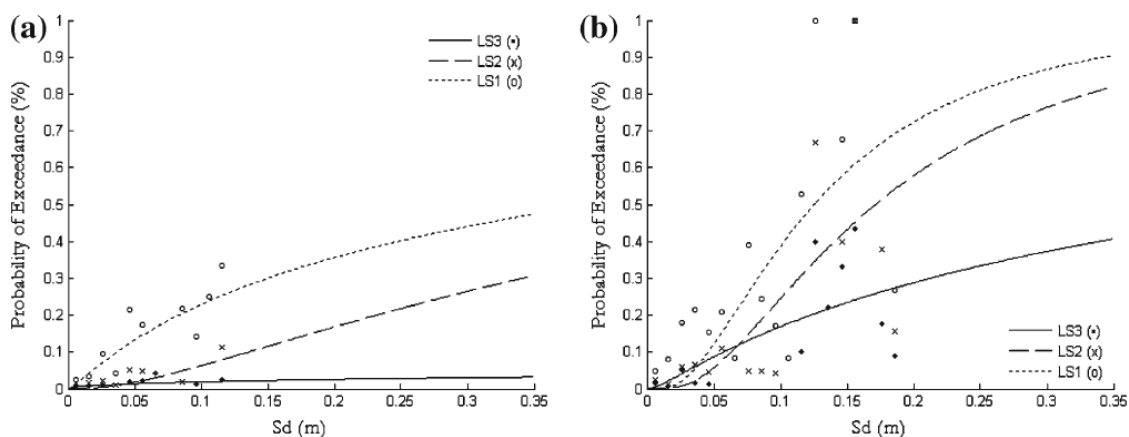 (a)
Probability of Exceedance (%)
1
0.9
0.8
0.7
0.6
0.5
0.4
0.3
0.2
0.1
0
0 0.05 0.1 0.15 0.2 0.25 0.3 0.35
Sd (m)
LS3 (•)
LS2 (x)
LS1 (o)
(b)
Probability of Exceedance (%)
1
0.9
0.8
0.7
0.6
0.5
0.4
0.3
0.2
0.1
0
0 0.05 0.1 0.15 0.2 0.25 0.3 0.35
Sd (m)
LS3 (•)
LS2 (x)
LS1 (o)